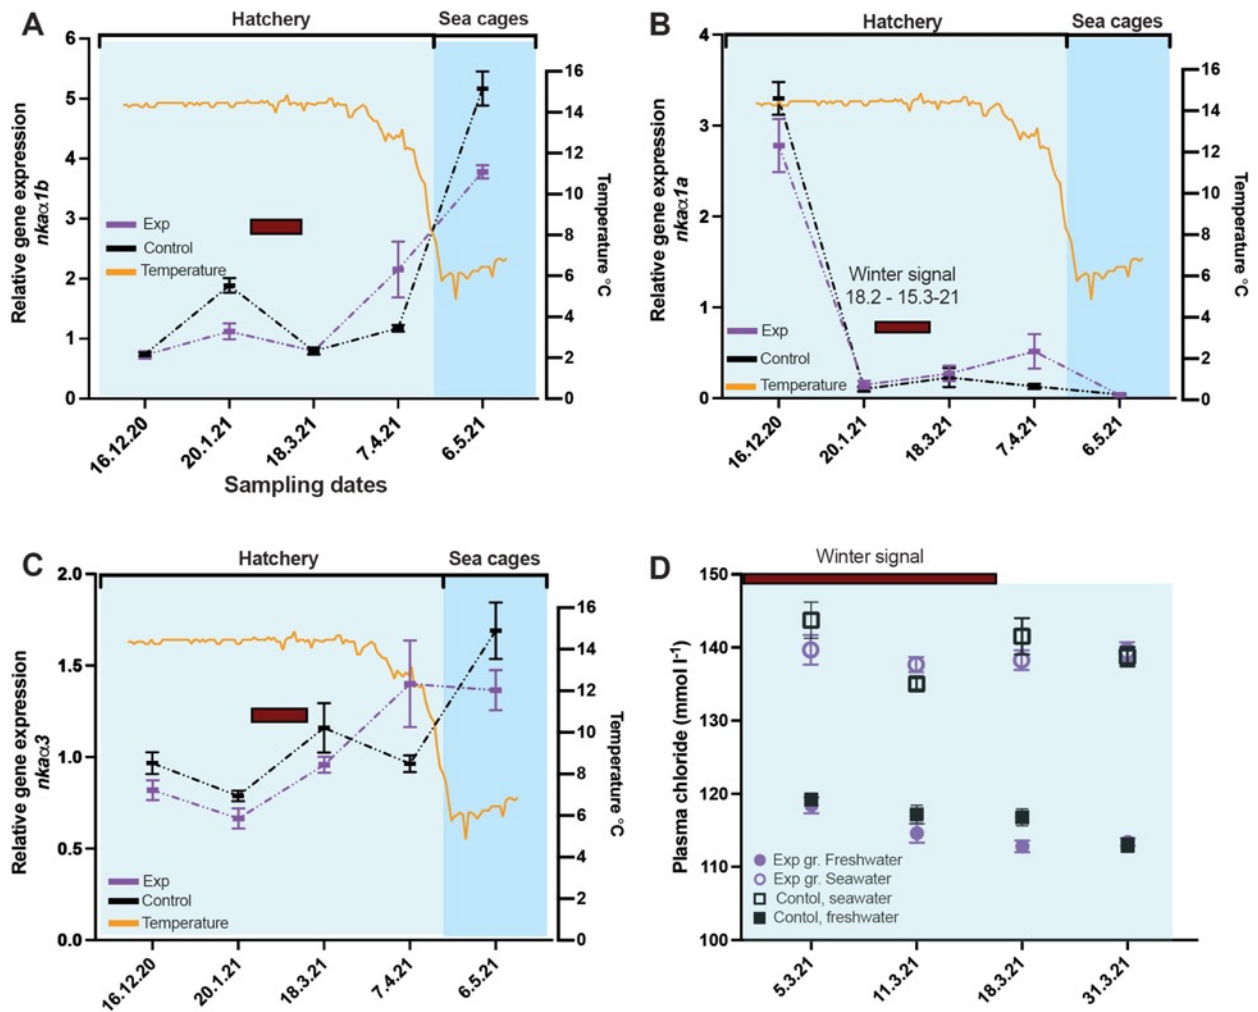 A
Hatchery
Sea cages
6
5
4
3
2
1
0
Relative gene expression
nkaα1b
16
14
12
10
8
6
4
2
0
Temperature °C
Exp
Control
Temperature
16.12.20
20.1.21
18.3.21
7.4.21
6.5.21
Sampling dates
B
Hatchery
Sea cages
4
3
2
1
0
Relative gene expression
nkaα1a
16
14
12
10
8
6
4
2
0
Temperature °C
Winter signal
18.2 - 15.3-21
Exp
Control
Temperature
16.12.20
20.1.21
18.3.21
7.4.21
6.5.21
C
Hatchery
Sea cages
2.0
1.5
1.0
0.5
0.0
Relative gene expression
nkaα3
16
14
12
10
8
6
4
2
0
Temperature °C
Exp
Control
Temperature
16.12.20
20.1.21
18.3.21
7.4.21
6.5.21
D
Winter signal
150
140
130
120
110
100
Plasma chloride (mmol l-1)
Exp gr. Freshwater
Exp gr. Seawater
Contol, seawater
Contol, freshwater
5.3.21
11.3.21
18.3.21
31.3.21